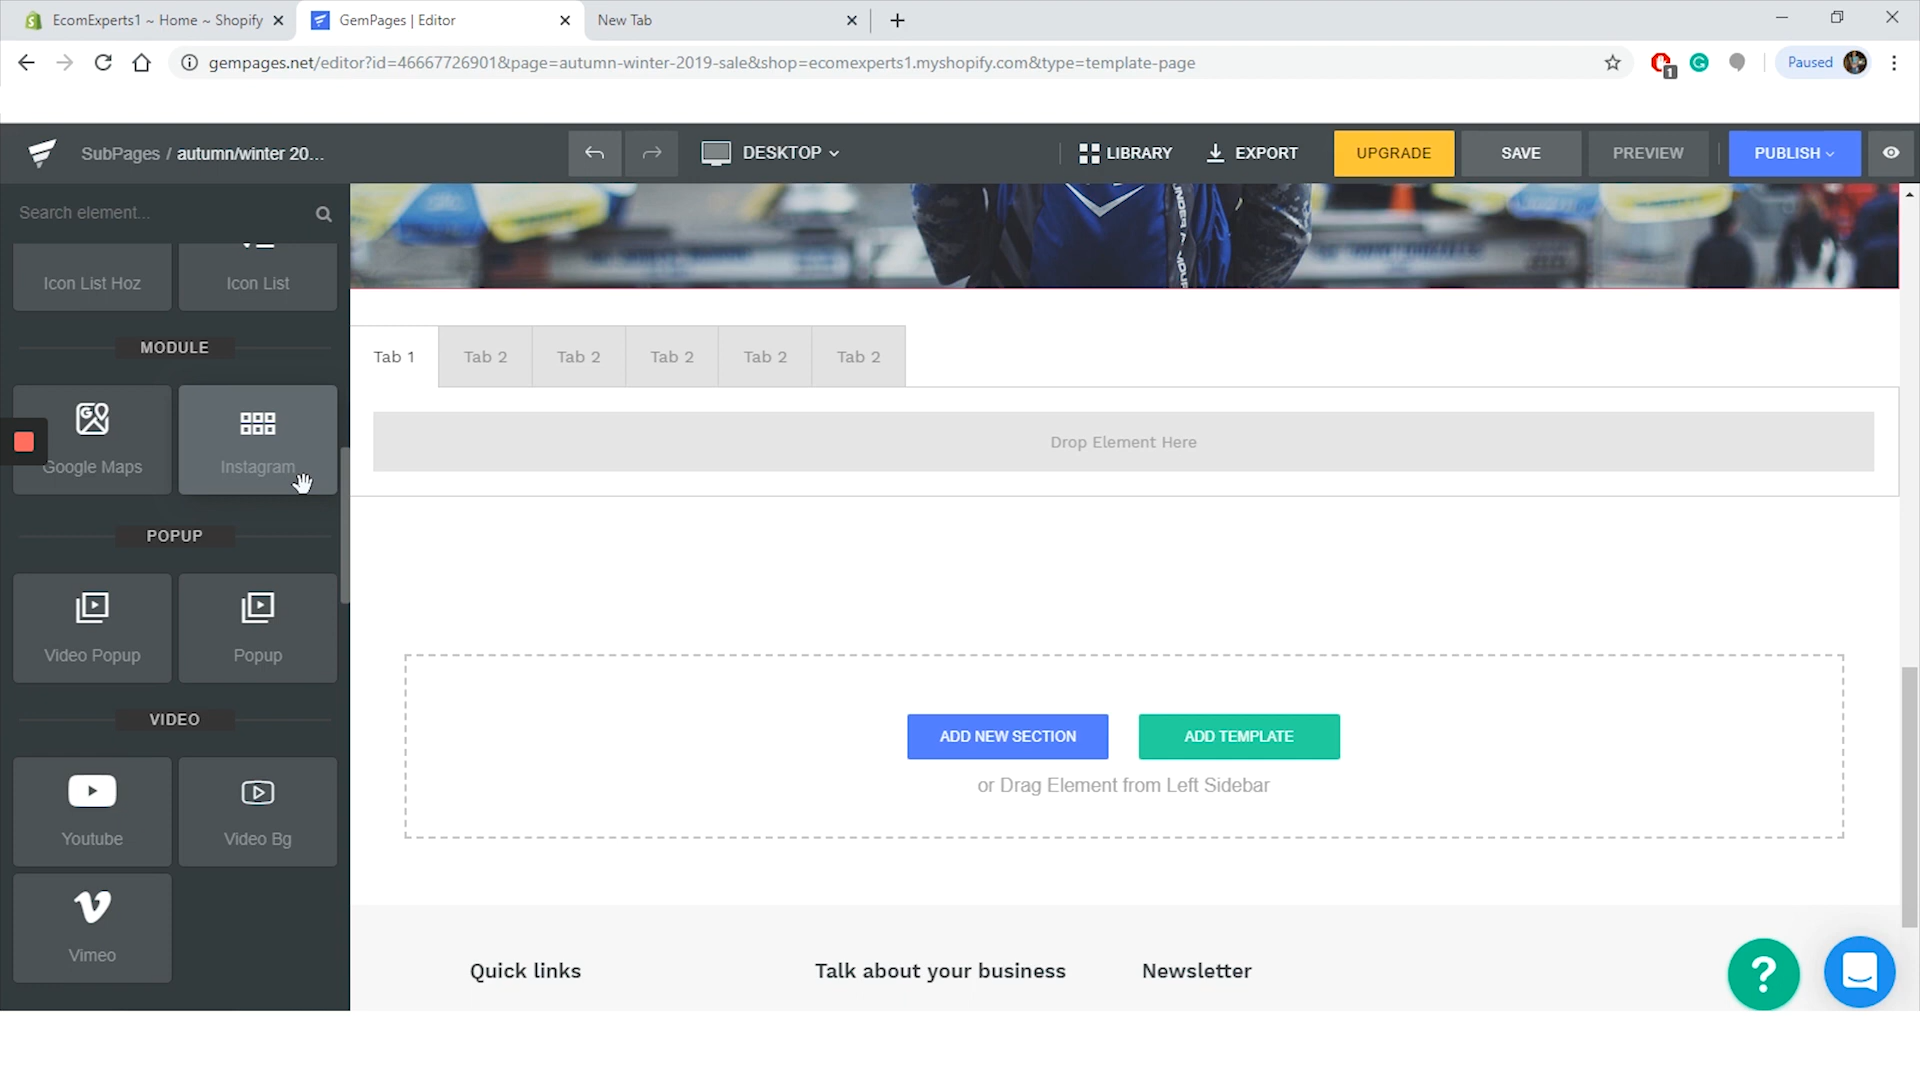 EcomExperts1 ~ Home ~ Shopify
GemPages | Editor
New Tab
gempages.net/editor?id=46667726901&page=autumn-winter-2019-sale&shop=ecomexperts1.myshopify.com&type=template-page
1
Paused
SubPages / autumn/winter 20...
DESKTOP
LIBRARY
EXPORT
UPGRADE
SAVE
PREVIEW
PUBLISH
Search element...
Icon List Hoz
Icon List
MODULE
Google Maps
Instagram
POPUP
Video Popup
Popup
VIDEO
Youtube
Video Bg
Vimeo
UNDER ARMOUR
Tab 1
Tab 2
Tab 2
Tab 2
Tab 2
Tab 2
Drop Element Here
ADD NEW SECTION
ADD TEMPLATE
or Drag Element from Left Sidebar
Quick links
Talk about your business
Newsletter
?